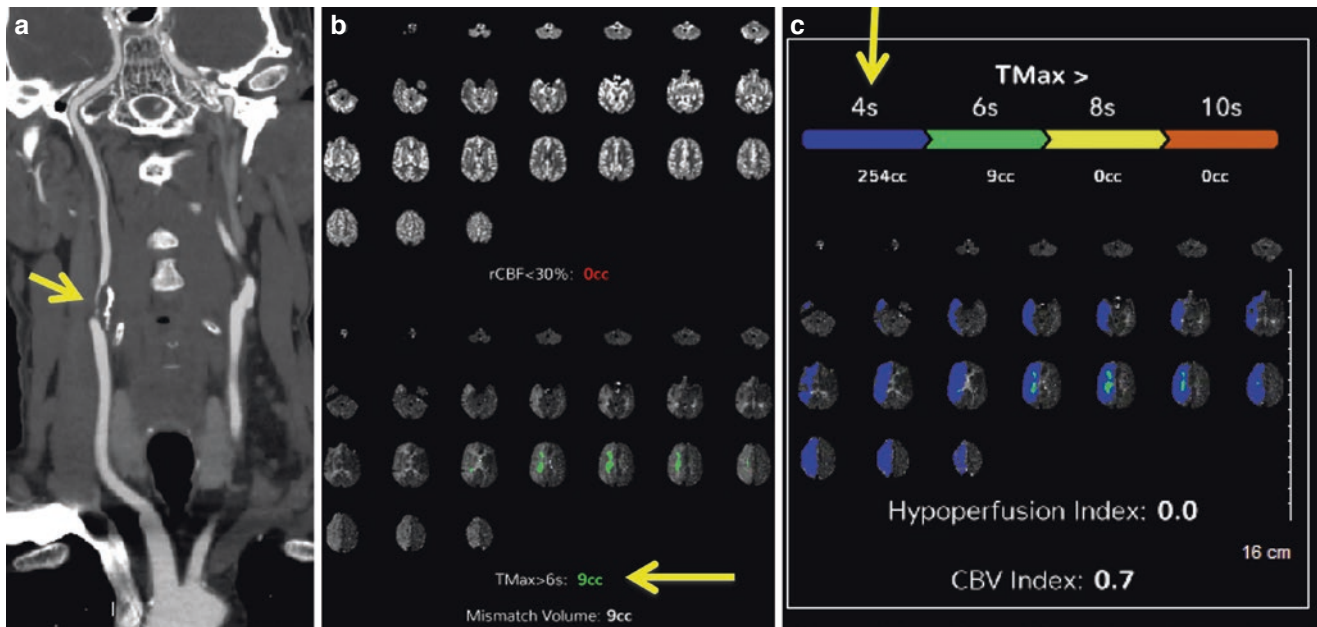 a
b
c
rCBF<30%: 0cc
TMax>6s: 9cc
Mismatch Volume: 9cc
TMax >
4s 6s 8s 10s
254cc 9cc 0cc 0cc
Hypoperfusion Index: 0.0
16 cm
CBV Index: 0.7